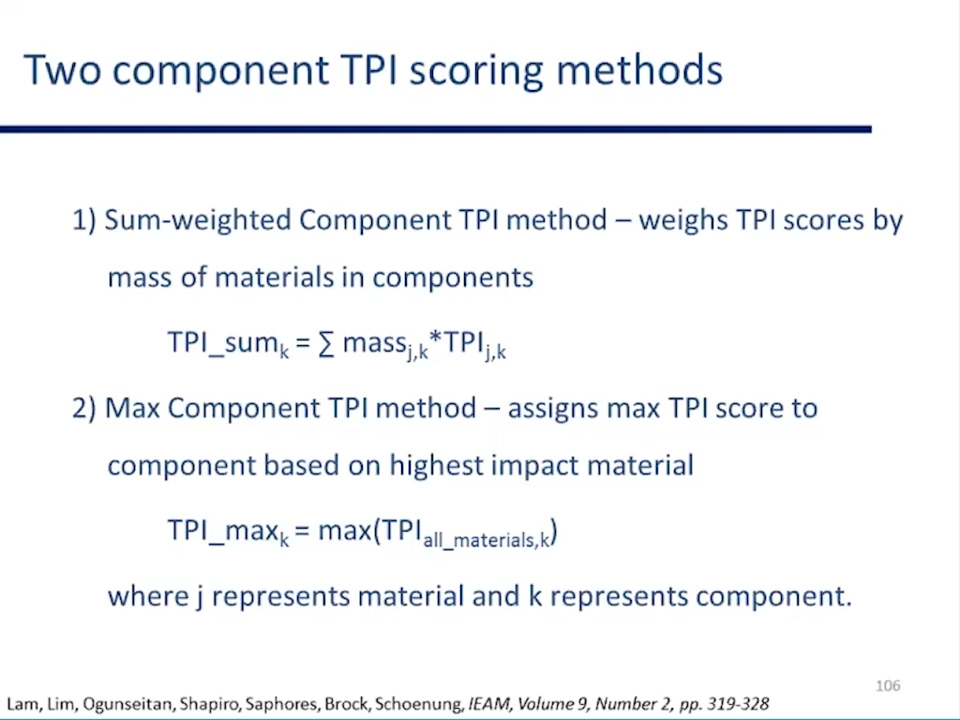 Two component TPI scoring methods
1) Sum-weighted Component TPI method – weighs TPI scores by
mass of materials in components
TPI_sumk = ∑ massj,k*TPIj,k
2) Max Component TPI method – assigns max TPI score to
component based on highest impact material
TPI_maxk = max(TPIall_materials,k)
where j represents material and k represents component.
106
Lam, Lim, Ogunseitan, Shapiro, Saphores, Brock, Schoenung, IEAM, Volume 9, Number 2, pp. 319-328